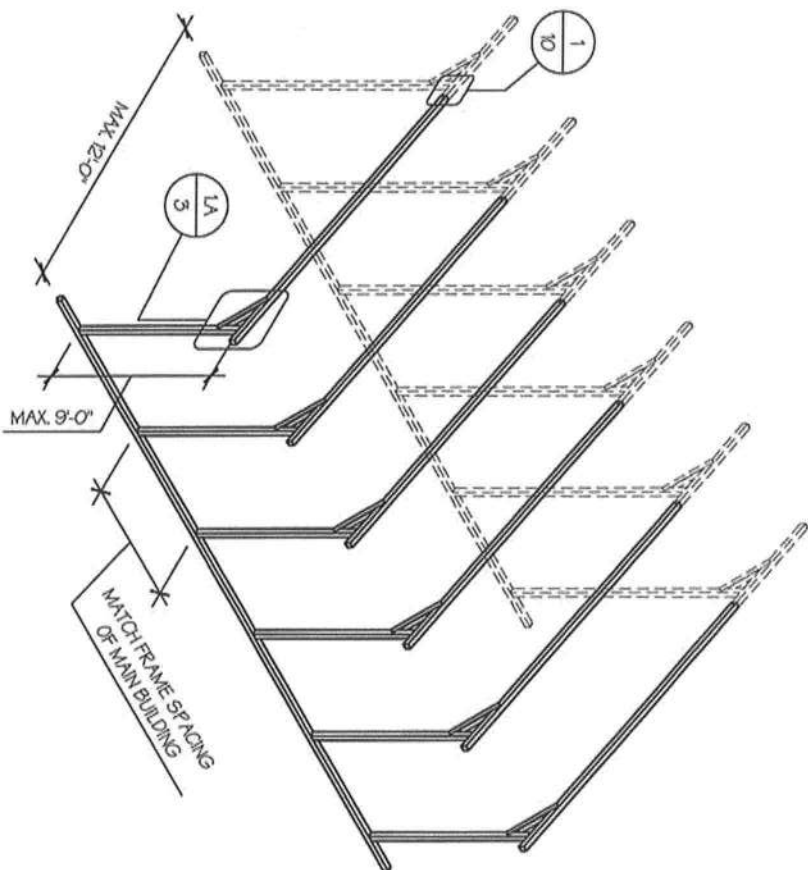 1
10
MAX. 12'-0"
1A
3
MAX. 9'-0"
MATCH FRAME SPACING
OF MAIN BUILDING